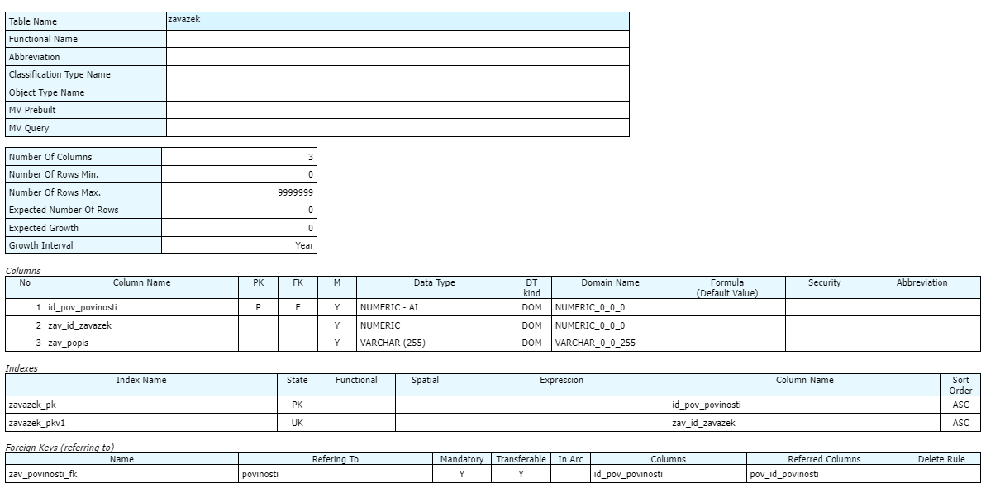 Table Name zavazek
Functional Name
Abbreviation
Classification Type Name
Object Type Name
MV Prebuilt
MV Query
Number Of Columns 3
Number Of Rows Min. 0
Number Of Rows Max. 9999999
Expected Number Of Rows 0
Expected Growth 0
Growth Interval Year
Columns
No Column Name PK FK M Data Type DT kind Domain Name Formula (Default Value) Security Abbreviation
1 id_pov_povinosti P F Y NUMERIC - AI DOM NUMERIC_0_0_0
2 zav_id_zavazek Y NUMERIC DOM NUMERIC_0_0_0
3 zav_popis Y VARCHAR (255) DOM VARCHAR_0_0_255
Indexes
Index Name State Functional Spatial Expression Column Name Sort Order
zavazek_pk PK id_pov_povinosti ASC
zavazek_pkv1 UK zav_id_zavazek ASC
Foreign Keys (referring to)
Name Refering To Mandatory Transferable In Arc Columns Referred Columns Delete Rule
zav_povinosti_fk povinosti Y Y id_pov_povinosti pov_id_povinosti